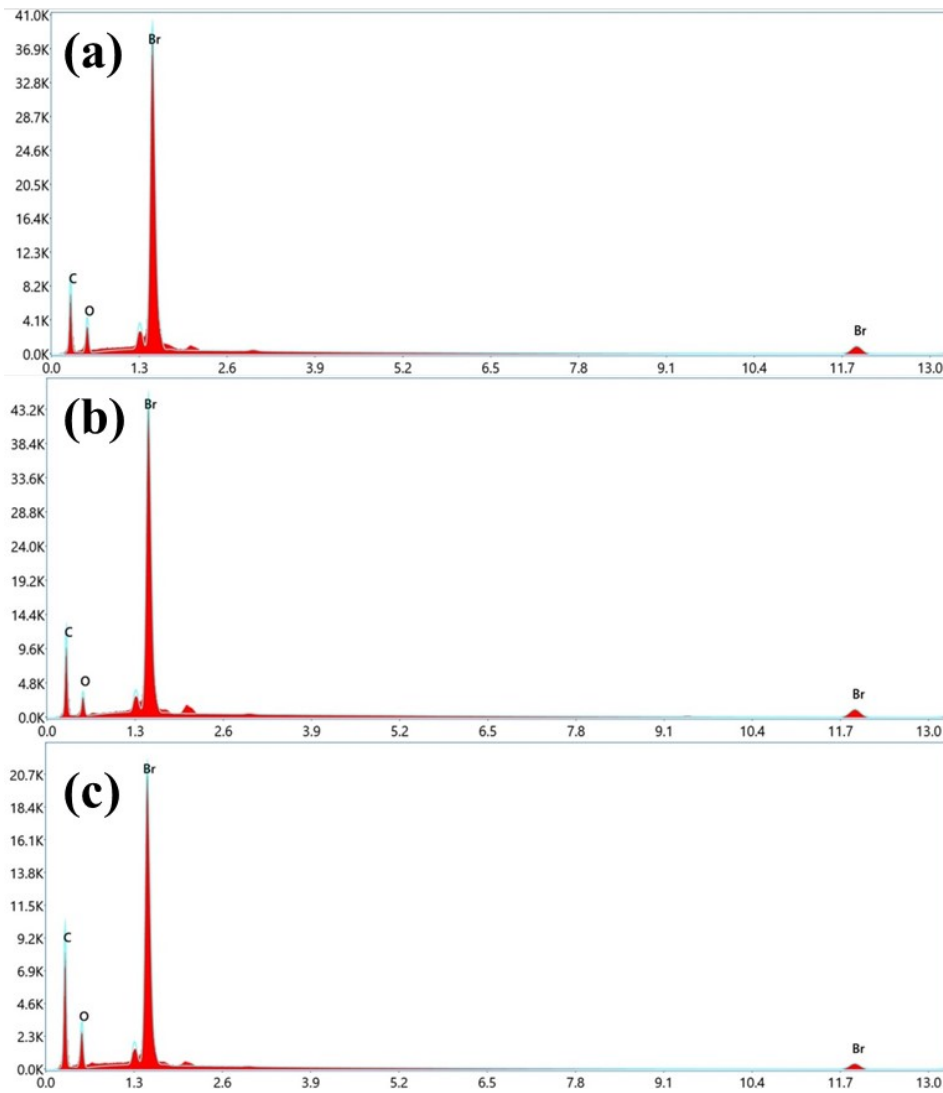 41.0K
(a)
Br
36.9K
32.8K
28.7K
24.6K
20.5K
16.4K
12.3K
C
8.2K
O
4.1K
Br
0.0K
0.0 1.3 2.6 3.9 5.2 6.5 7.8 9.1 10.4 11.7 13.0
(b)
Br
43.2K
38.4K
33.6K
28.8K
24.0K
19.2K
14.4K
C
9.6K
O
4.8K
Br
0.0K
0.0 1.3 2.6 3.9 5.2 6.5 7.8 9.1 10.4 11.7 13.0
(c)
Br
20.7K
18.4K
16.1K
13.8K
11.5K
9.2K
C
6.9K
4.6K
O
2.3K
Br
0.0K
0.0 1.3 2.6 3.9 5.2 6.5 7.8 9.1 10.4 11.7 13.0